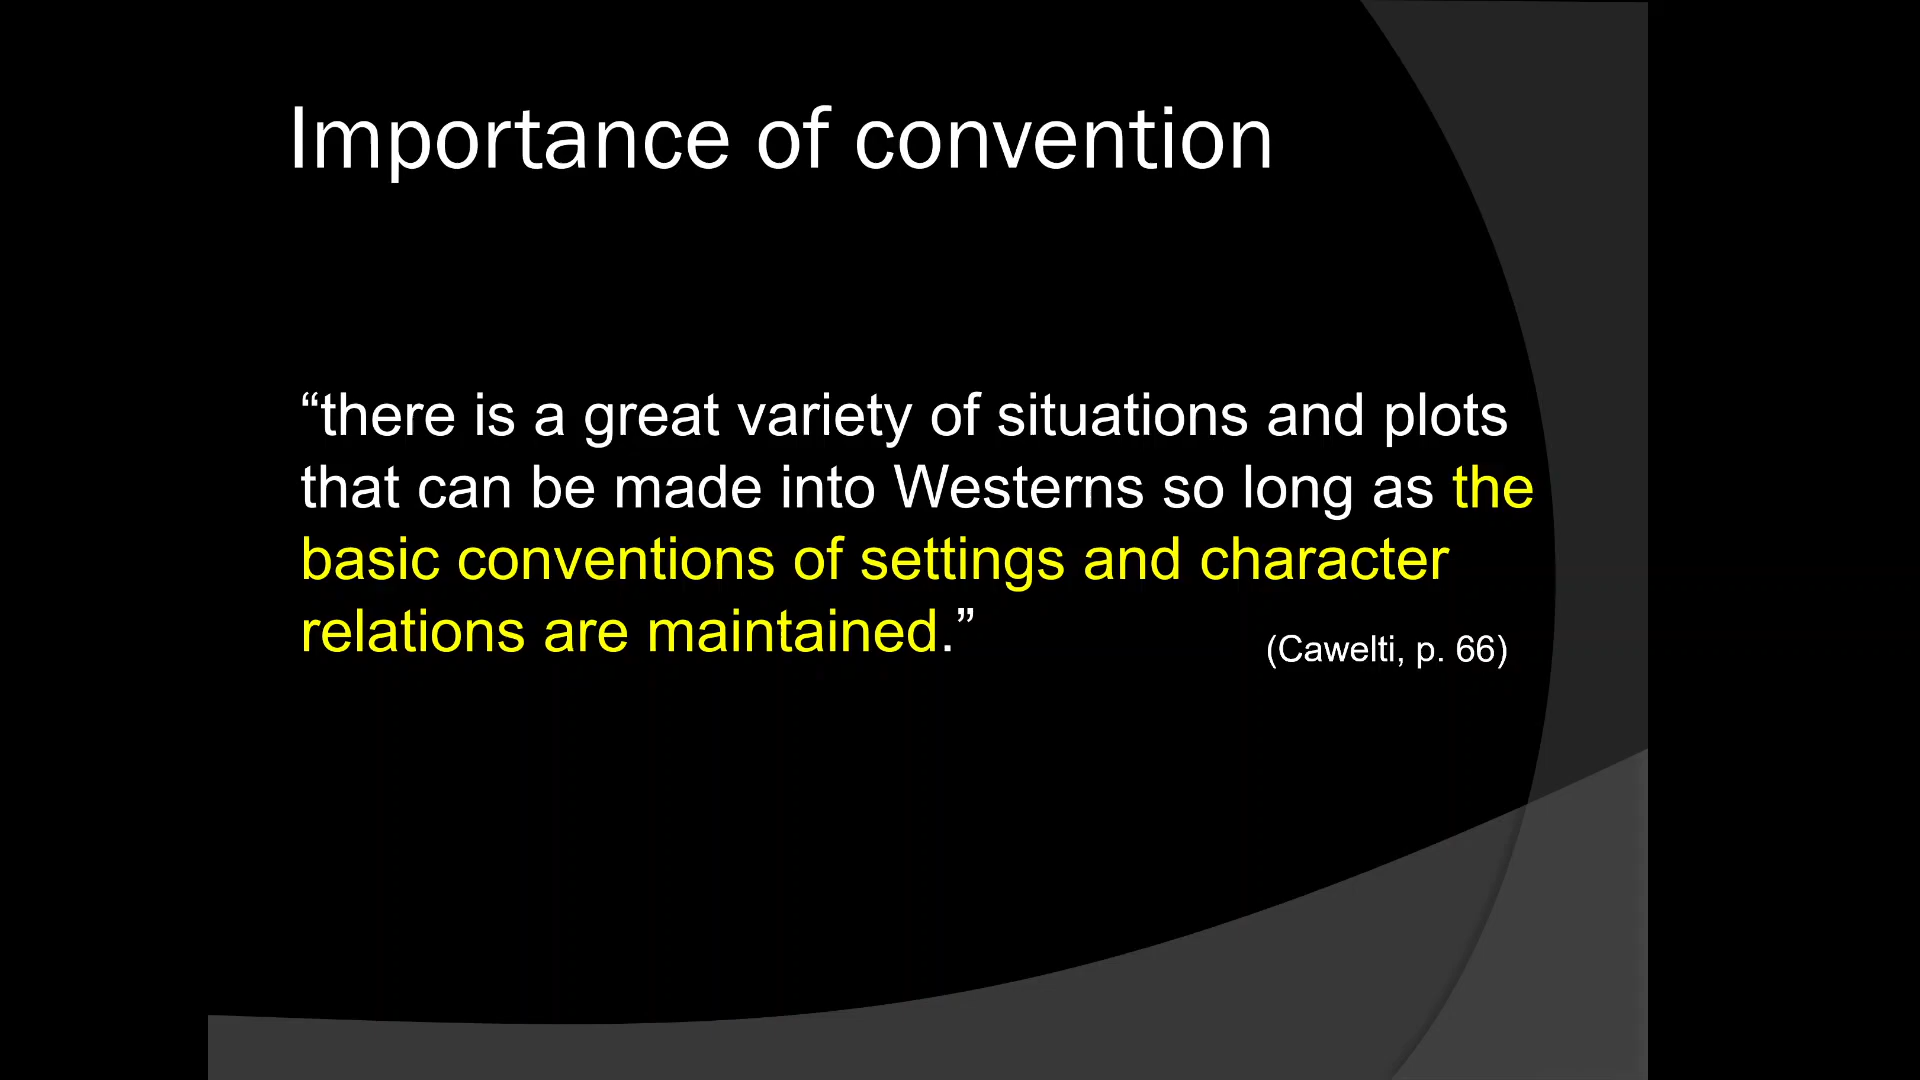 Importance of convention
“there is a great variety of situations and plots
that can be made into Westerns so long as the
basic conventions of settings and character
relations are maintained.”
(Cawelti, p. 66)